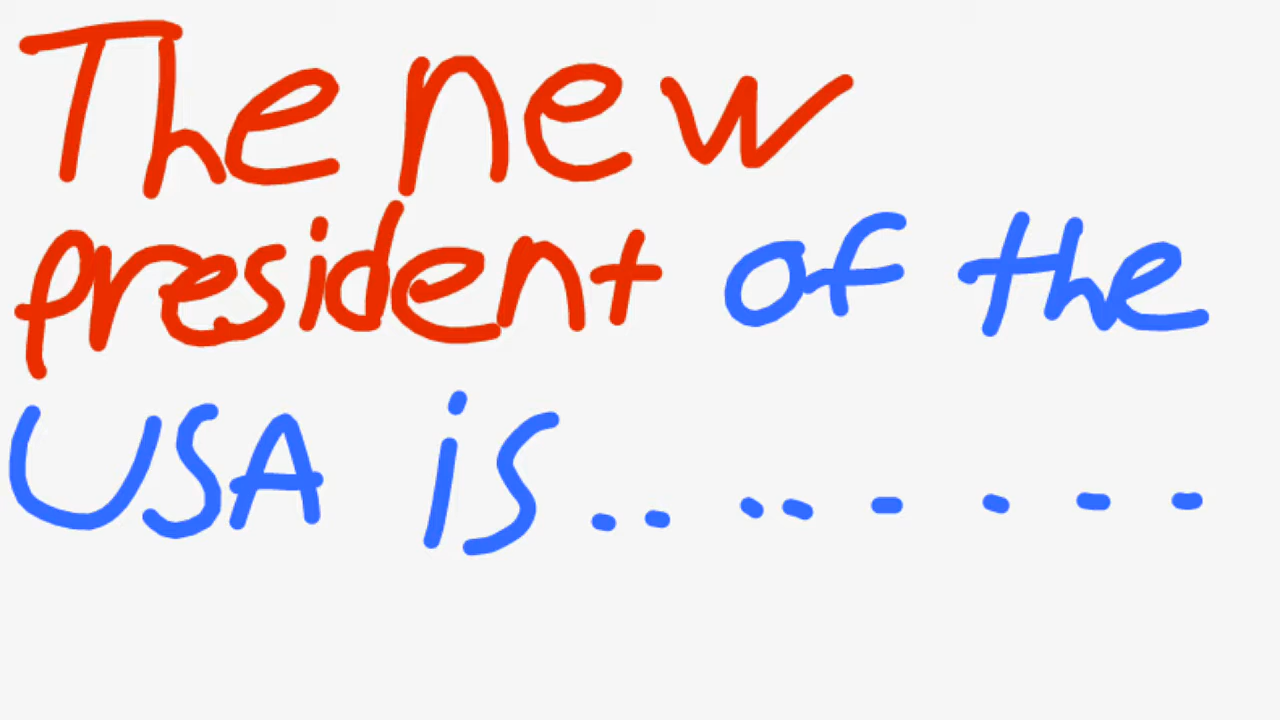 The new
president of the
USA is........